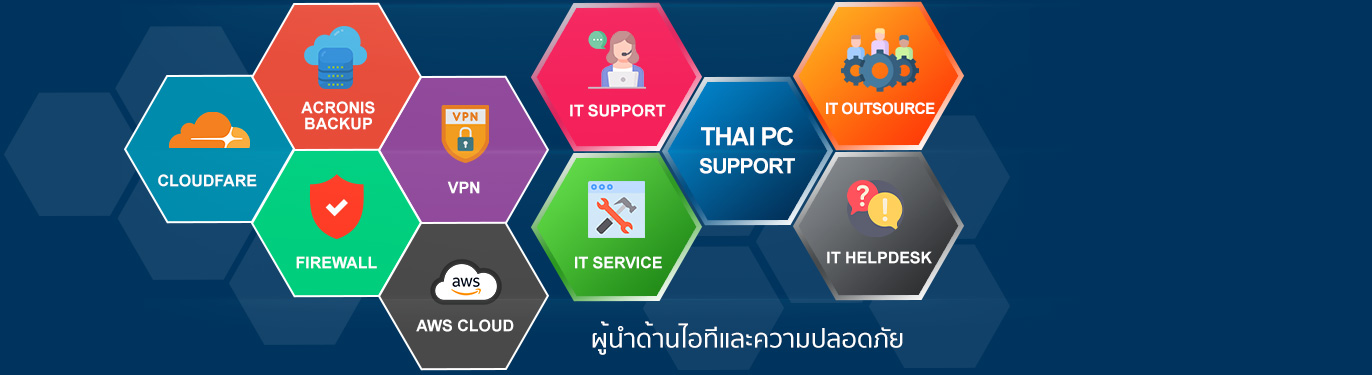 ACRONIS
BACKUP
CLOUDFARE
VPN
VPN
FIREWALL
aws
AWS CLOUD
IT SUPPORT
THAI PC
SUPPORT
IT OUTSOURCE
IT SERVICE
?
!
IT HELPDESK
ผู้นำด้านไอทีและความปลอดภัย